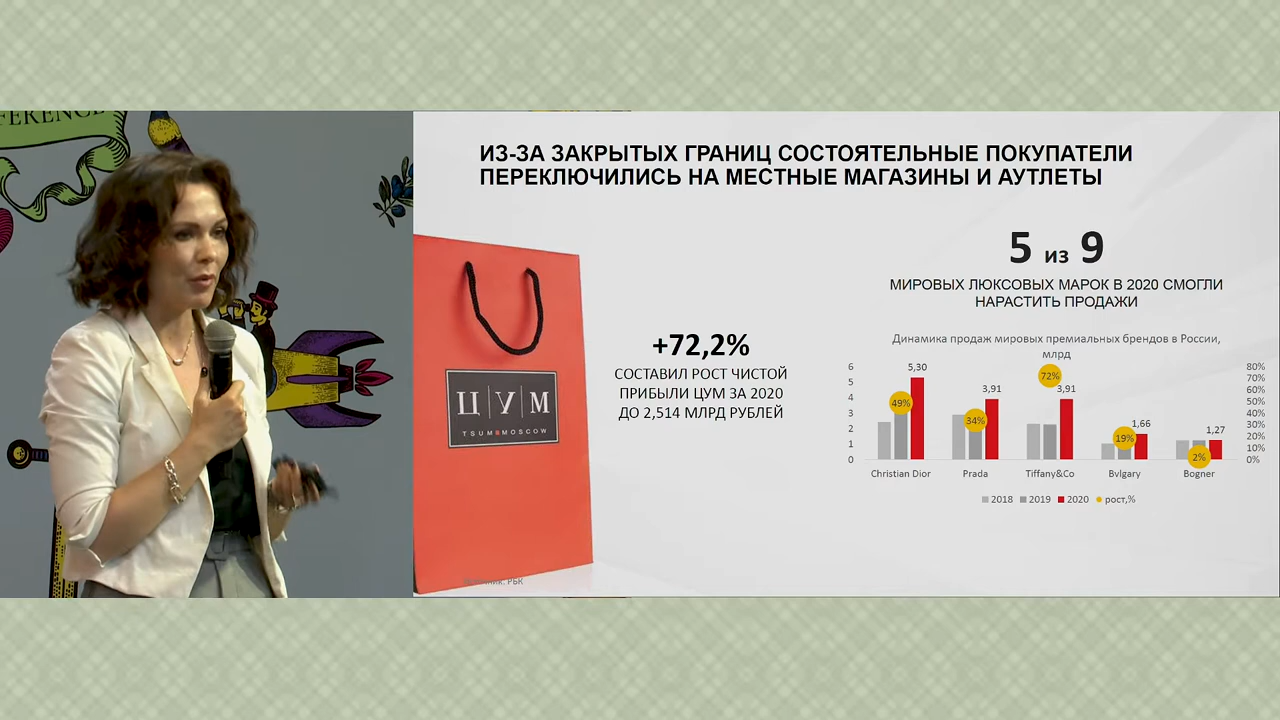 FERENCE
ИЗ-ЗА ЗАКРЫТЫХ ГРАНИЦ СОСТОЯТЕЛЬНЫЕ ПОКУПАТЕЛИ
ПЕРЕКЛЮЧИЛИСЬ НА МЕСТНЫЕ МАГАЗИНЫ И АУТЛЕТЫ
ЦУМ
TSUM MOSCOW
+72,2%
СОСТАВИЛ РОСТ ЧИСТОЙ
ПРИБЫЛИ ЦУМ ЗА 2020
ДО 2,514 МЛРД РУБЛЕЙ
5 из 9
МИРОВЫХ ЛЮКСОВЫХ МАРОК В 2020 СМОГЛИ
НАРАСТИТЬ ПРОДАЖИ
Динамика продаж мировых премиальных брендов в России,
млрд
6
5
4
3
2
1
0
5,30
3,91
3,91
1,66
1,27
49%
34%
72%
19%
2%
80%
70%
60%
50%
40%
30%
20%
10%
0%
Christian Dior
Prada
Tiffany&Co
Bvlgary
Bogner
2018 2019 2020 рост,%
РБК